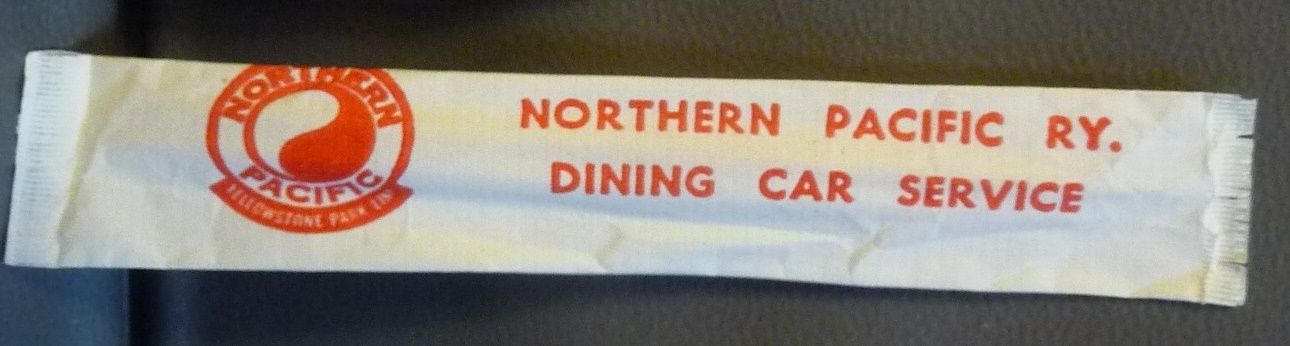 NORTHERN
PACIFIC
YELLOWSTONE PARK LINE
NORTHERN PACIFIC RY.
DINING CAR SERVICE